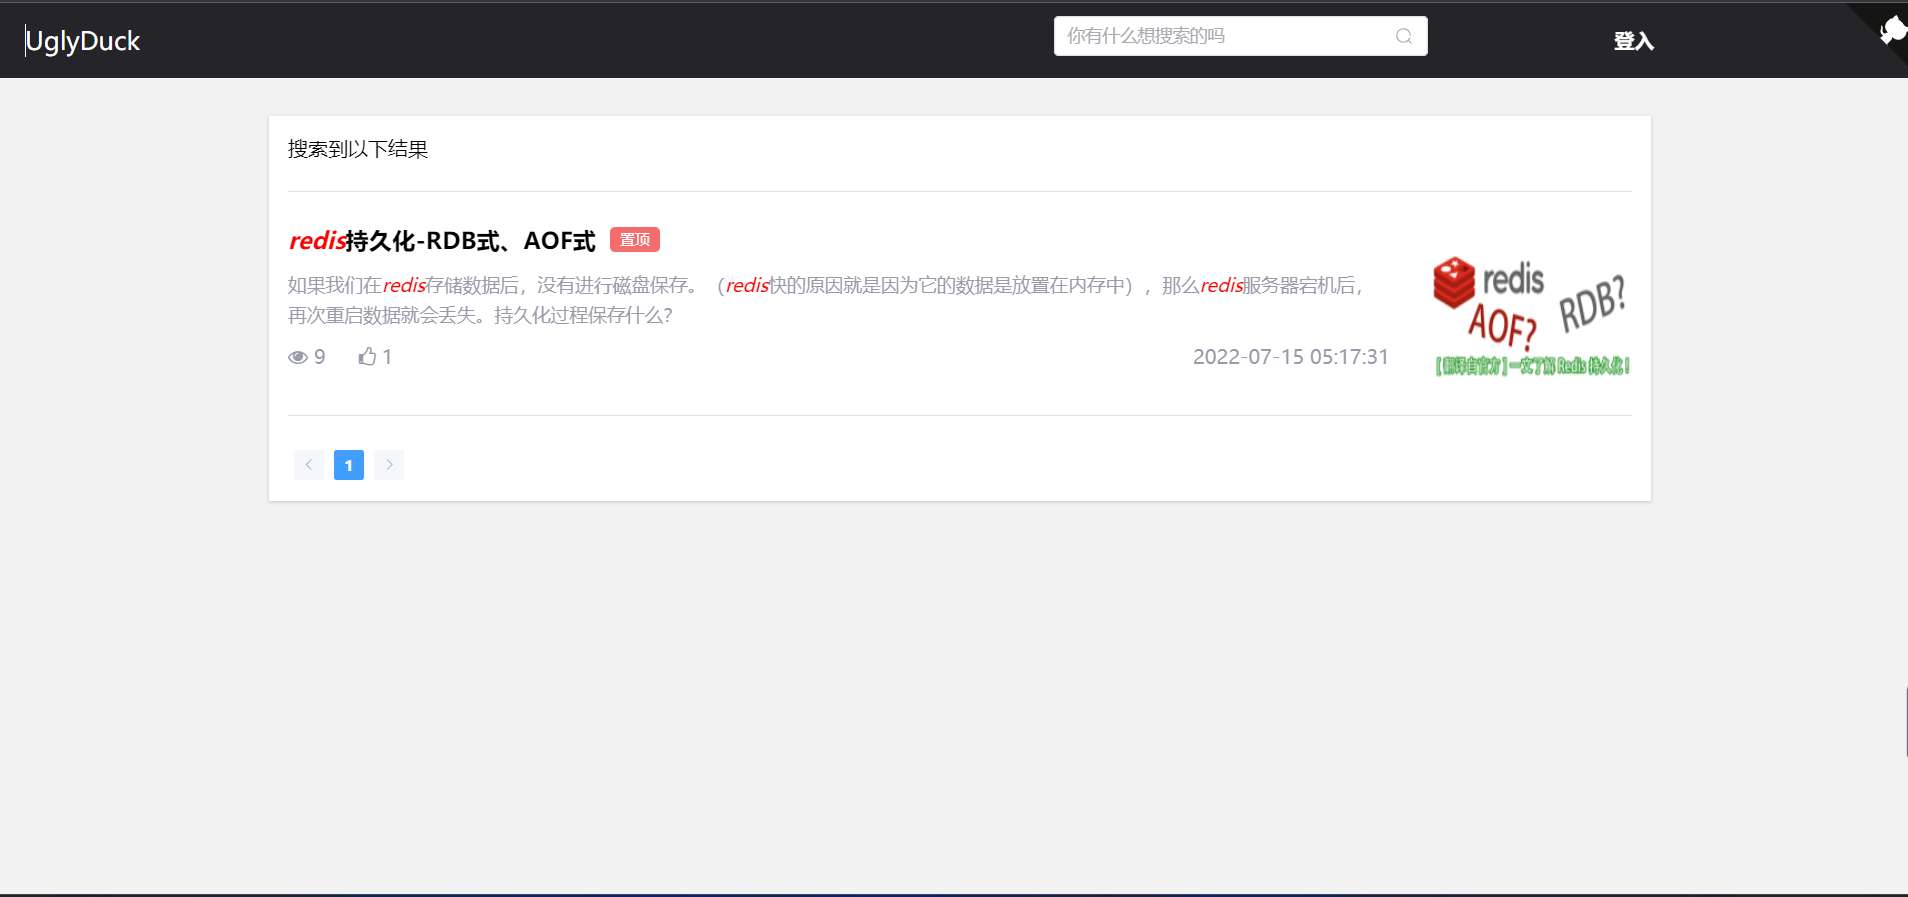 UglyDuck
你有什么想搜索的吗
登入
搜索到以下结果
redis持久化-RDB式、AOF式 置顶
如果我们在redis存储数据后，没有进行磁盘保存。（redis快的原因就是因为它的数据是放置在内存中），那么redis服务器宕机后，
再次重启数据就会丢失。持久化过程保存什么？
9 1 2022-07-15 05:17:31
redis
AOF?
RDB?
【翻译自官方】一文了解 Redis 持久化！
1